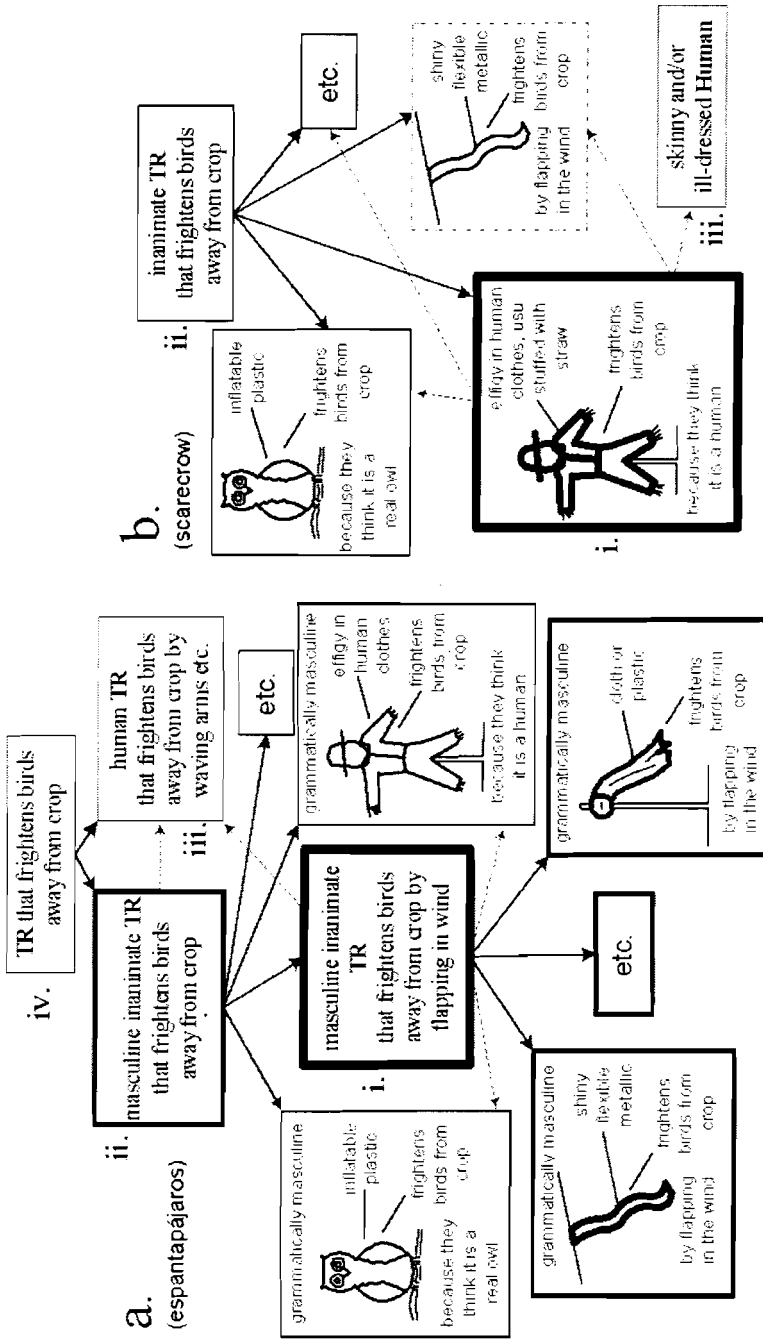 a.
(espantapájaros)
iv.
TR that frightens birds
away from crop
ii.
masculine inanimate TR
that frightens birds
away from crop
iii.
human TR
that frightens birds
away from crop by
waving arms etc.
etc.
grammatically masculine
inflatable
plastic
frightens
birds from
crop
because they
think it is a
real owl
i.
masculine inanimate
TR
that frightens birds
away from crop by
flapping in wind
grammatically masculine
effigy in
human
clothes
frightens
birds from
crop
because they think
it is a human
grammatically masculine
shiny
flexible
metallic
frightens
birds from
crop
by flapping
in the wind
etc.
grammatically masculine
cloth or
plastic
frightens
birds from
crop
by flapping
in the wind
b.
(scarecrow)
ii.
inanimate TR
that frightens birds
away from crop
inflatable
plastic
frightens
birds from
crop
because they
think it is a
real owl
etc.
i.
effigy in human
clothes, usu
stuffed with
straw
frightens
birds from
crop
because they think
it is a human
shiny
flexible
metallic
frightens
birds from
crop
by flapping
in the wind
iii.
skinny and/or
ill-dressed Human